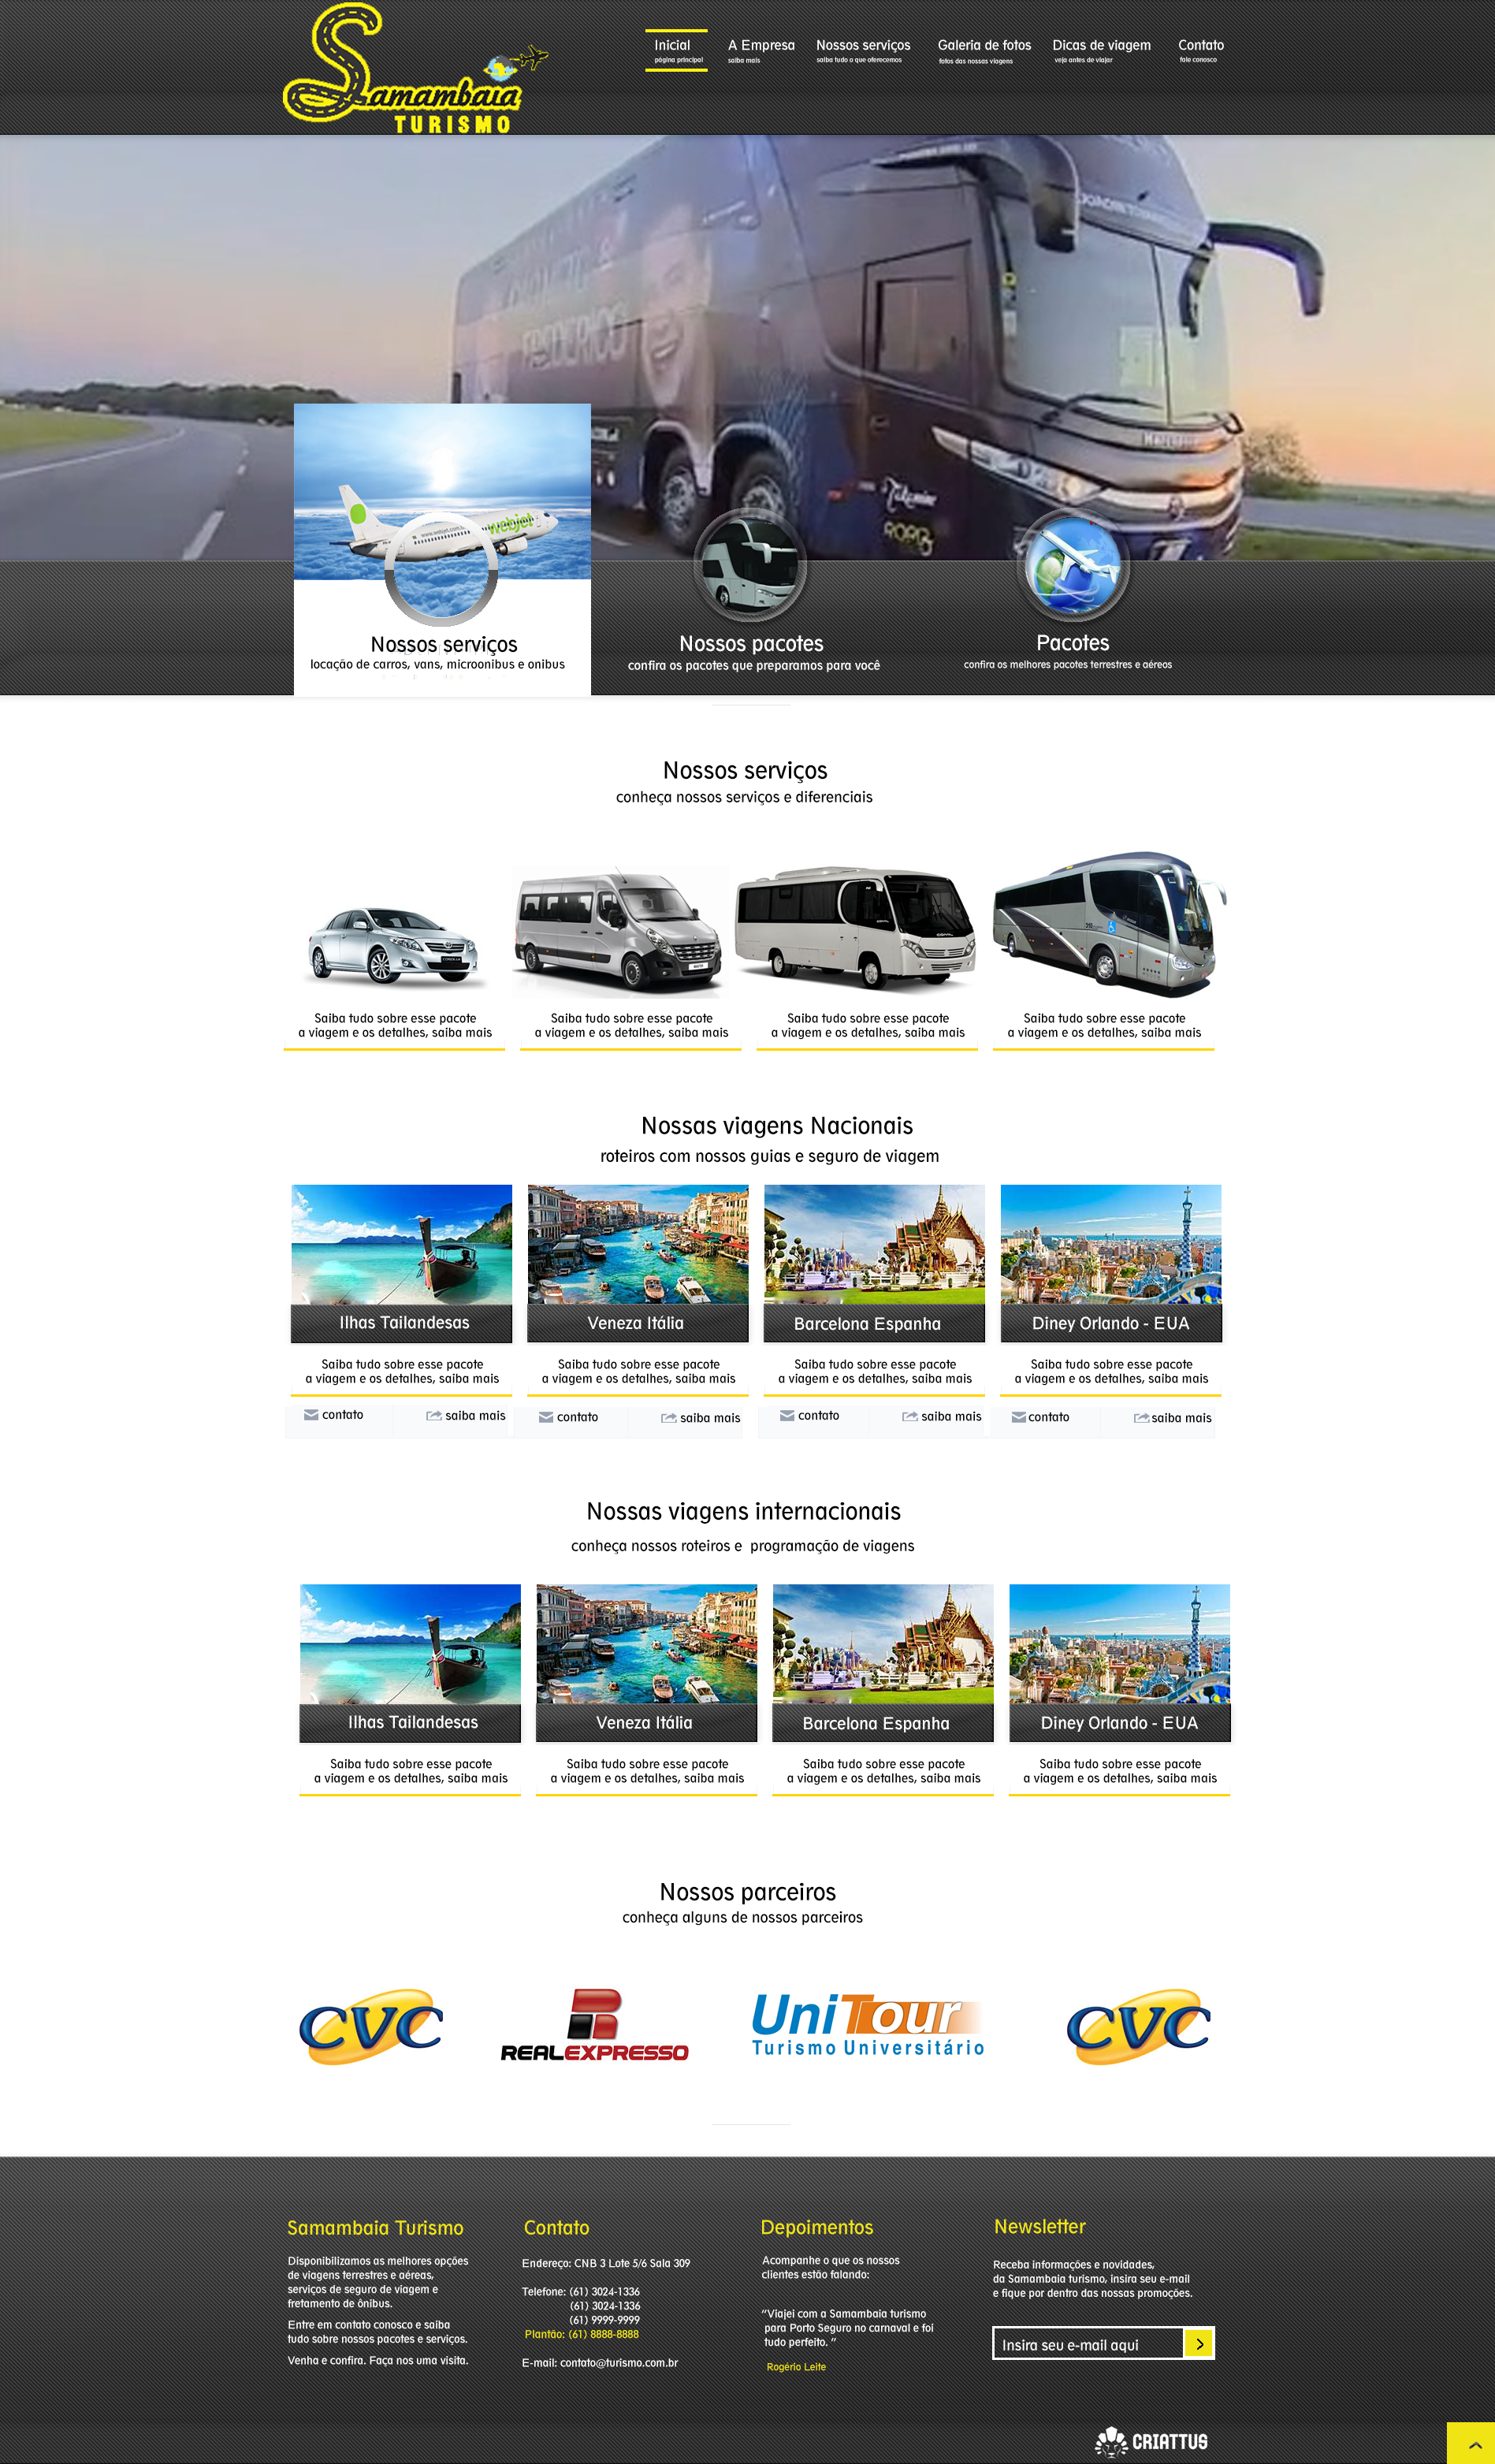 Samambaia
TURISMO
Inicial
página principal
A Empresa
saiba mais
Nossos serviços
saiba tudo o que oferecemos
Galeria de fotos
fotos das nossas viagens
Dicas de viagem
veja antes de viajar
Contato
fale conosco
webjet
Nossos serviços
locação de carros, vans, microonibus e onibus
Nossos pacotes
confira os pacotes que preparamos para você
Pacotes
confira os melhores pacotes terrestres e aéreos
Nossos serviços
conheça nossos serviços e diferenciais
Saiba tudo sobre esse pacote
a viagem e os detalhes, saiba mais
Saiba tudo sobre esse pacote
a viagem e os detalhes, saiba mais
Saiba tudo sobre esse pacote
a viagem e os detalhes, saiba mais
Saiba tudo sobre esse pacote
a viagem e os detalhes, saiba mais
Nossas viagens Nacionais
roteiros com nossos guias e seguro de viagem
Ilhas Tailandesas
Veneza Itália
Barcelona Espanha
Diney Orlando - EUA
Saiba tudo sobre esse pacote
a viagem e os detalhes, saiba mais
Saiba tudo sobre esse pacote
a viagem e os detalhes, saiba mais
Saiba tudo sobre esse pacote
a viagem e os detalhes, saiba mais
Saiba tudo sobre esse pacote
a viagem e os detalhes, saiba mais
contato saiba mais
contato saiba mais
contato saiba mais
contato saiba mais
Nossas viagens internacionais
conheça nossos roteiros e programação de viagens
Ilhas Tailandesas
Veneza Itália
Barcelona Espanha
Diney Orlando - EUA
Saiba tudo sobre esse pacote
a viagem e os detalhes, saiba mais
Saiba tudo sobre esse pacote
a viagem e os detalhes, saiba mais
Saiba tudo sobre esse pacote
a viagem e os detalhes, saiba mais
Saiba tudo sobre esse pacote
a viagem e os detalhes, saiba mais
Nossos parceiros
conheça alguns de nossos parceiros
CVC
REALEXPRESSO
UniTour
Turismo Universitário
CVC
Samambaia Turismo
Disponibilizamos as melhores opções
de viagens terrestres e aéreas,
serviços de seguro de viagem e
fretamento de ônibus.
Entre em contato conosco e saiba
tudo sobre nossos pacotes e serviços.
Venha e confira. Faça nos uma visita.
Contato
Endereço: CNB 3 Lote 5/6 Sala 309
Telefone: (61) 3024-1336
(61) 3024-1336
(61) 9999-9999
Plantão: (61) 8888-8888
E-mail: contato@turismo.com.br
Depoimentos
Acompanhe o que os nossos
clientes estão falando:
“Viajei com a Samambaia turismo
para Porto Seguro no carnaval e foi
tudo perfeito. ”
Rogério Leite
Newsletter
Receba informações e novidades,
da Samambaia turismo, insira seu e-mail
e fique por dentro das nossas promoções.
Insira seu e-mail aqui
CRIATTUS